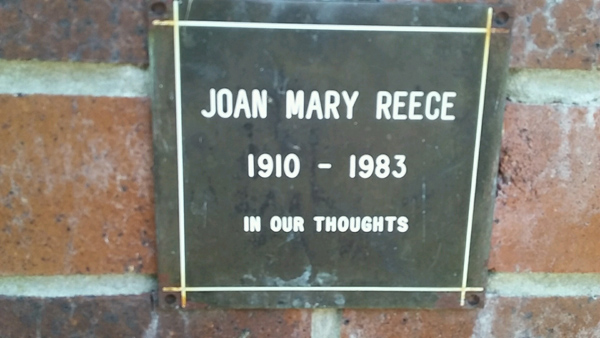 JOAN MARY REECE
1910 - 1983
IN OUR THOUGHTS